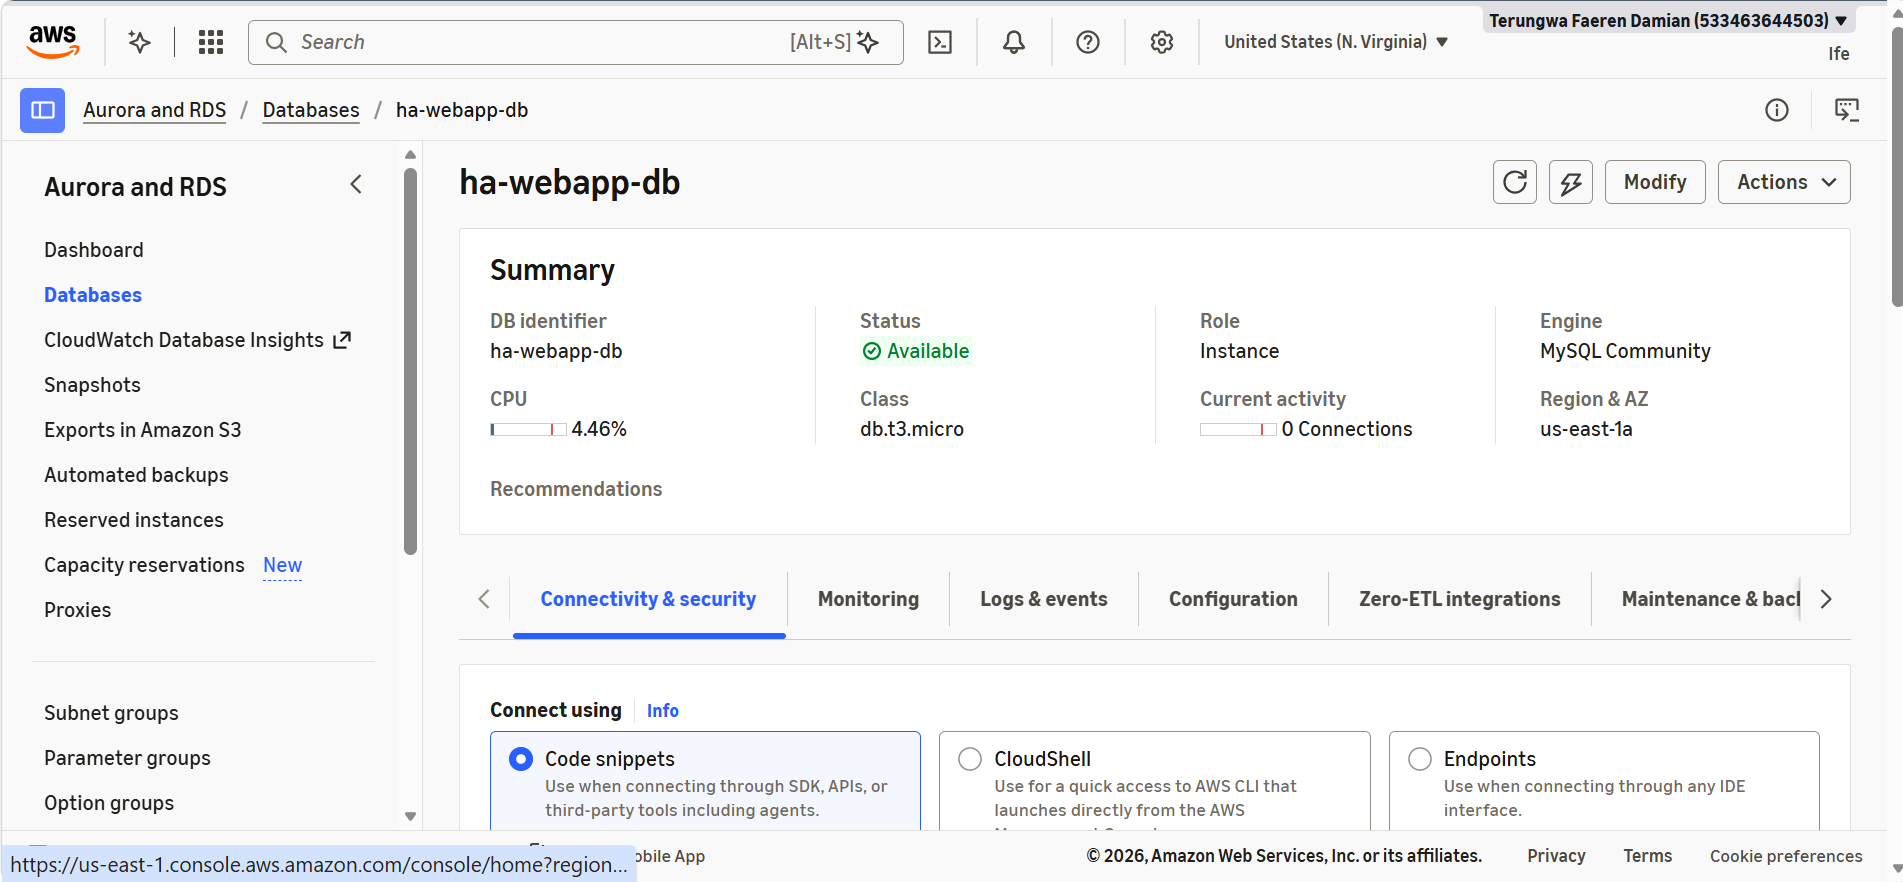 aws
Search [Alt+S]
United States (N. Virginia) ▼
Terungwa Faeren Damian (533463644503) ▼
Ife
Aurora and RDS / Databases / ha-webapp-db
Aurora and RDS
Dashboard
Databases
CloudWatch Database Insights
Snapshots
Exports in Amazon S3
Automated backups
Reserved instances
Capacity reservations New
Proxies
Subnet groups
Parameter groups
Option groups
ha-webapp-db
Modify
Actions
Summary
DB identifier
ha-webapp-db
Status
Available
Role
Instance
Engine
MySQL Community
CPU
4.46%
Class
db.t3.micro
Current activity
0 Connections
Region & AZ
us-east-1a
Recommendations
Connectivity & security
Monitoring
Logs & events
Configuration
Zero-ETL integrations
Maintenance &
Connect using
Info
Code snippets
Use when connecting through SDK, APIs, or
third-party tools including agents.
CloudShell
Use for a quick access to AWS CLI that
launches directly from the AWS
Endpoints
Use when connecting through any IDE
interface.
https://us-east-1.console.aws.amazon.com/console/home?region...
App
© 2026, Amazon Web Services, Inc. or its affiliates.
Privacy
Terms
Cookie preferences